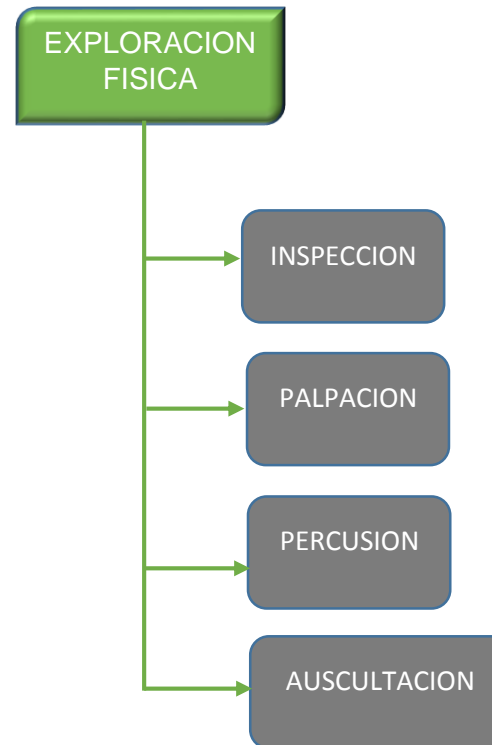 EXPLORACION
FISICA
INSPECCION
PALPACION
PERCUSION
AUSCULTACION